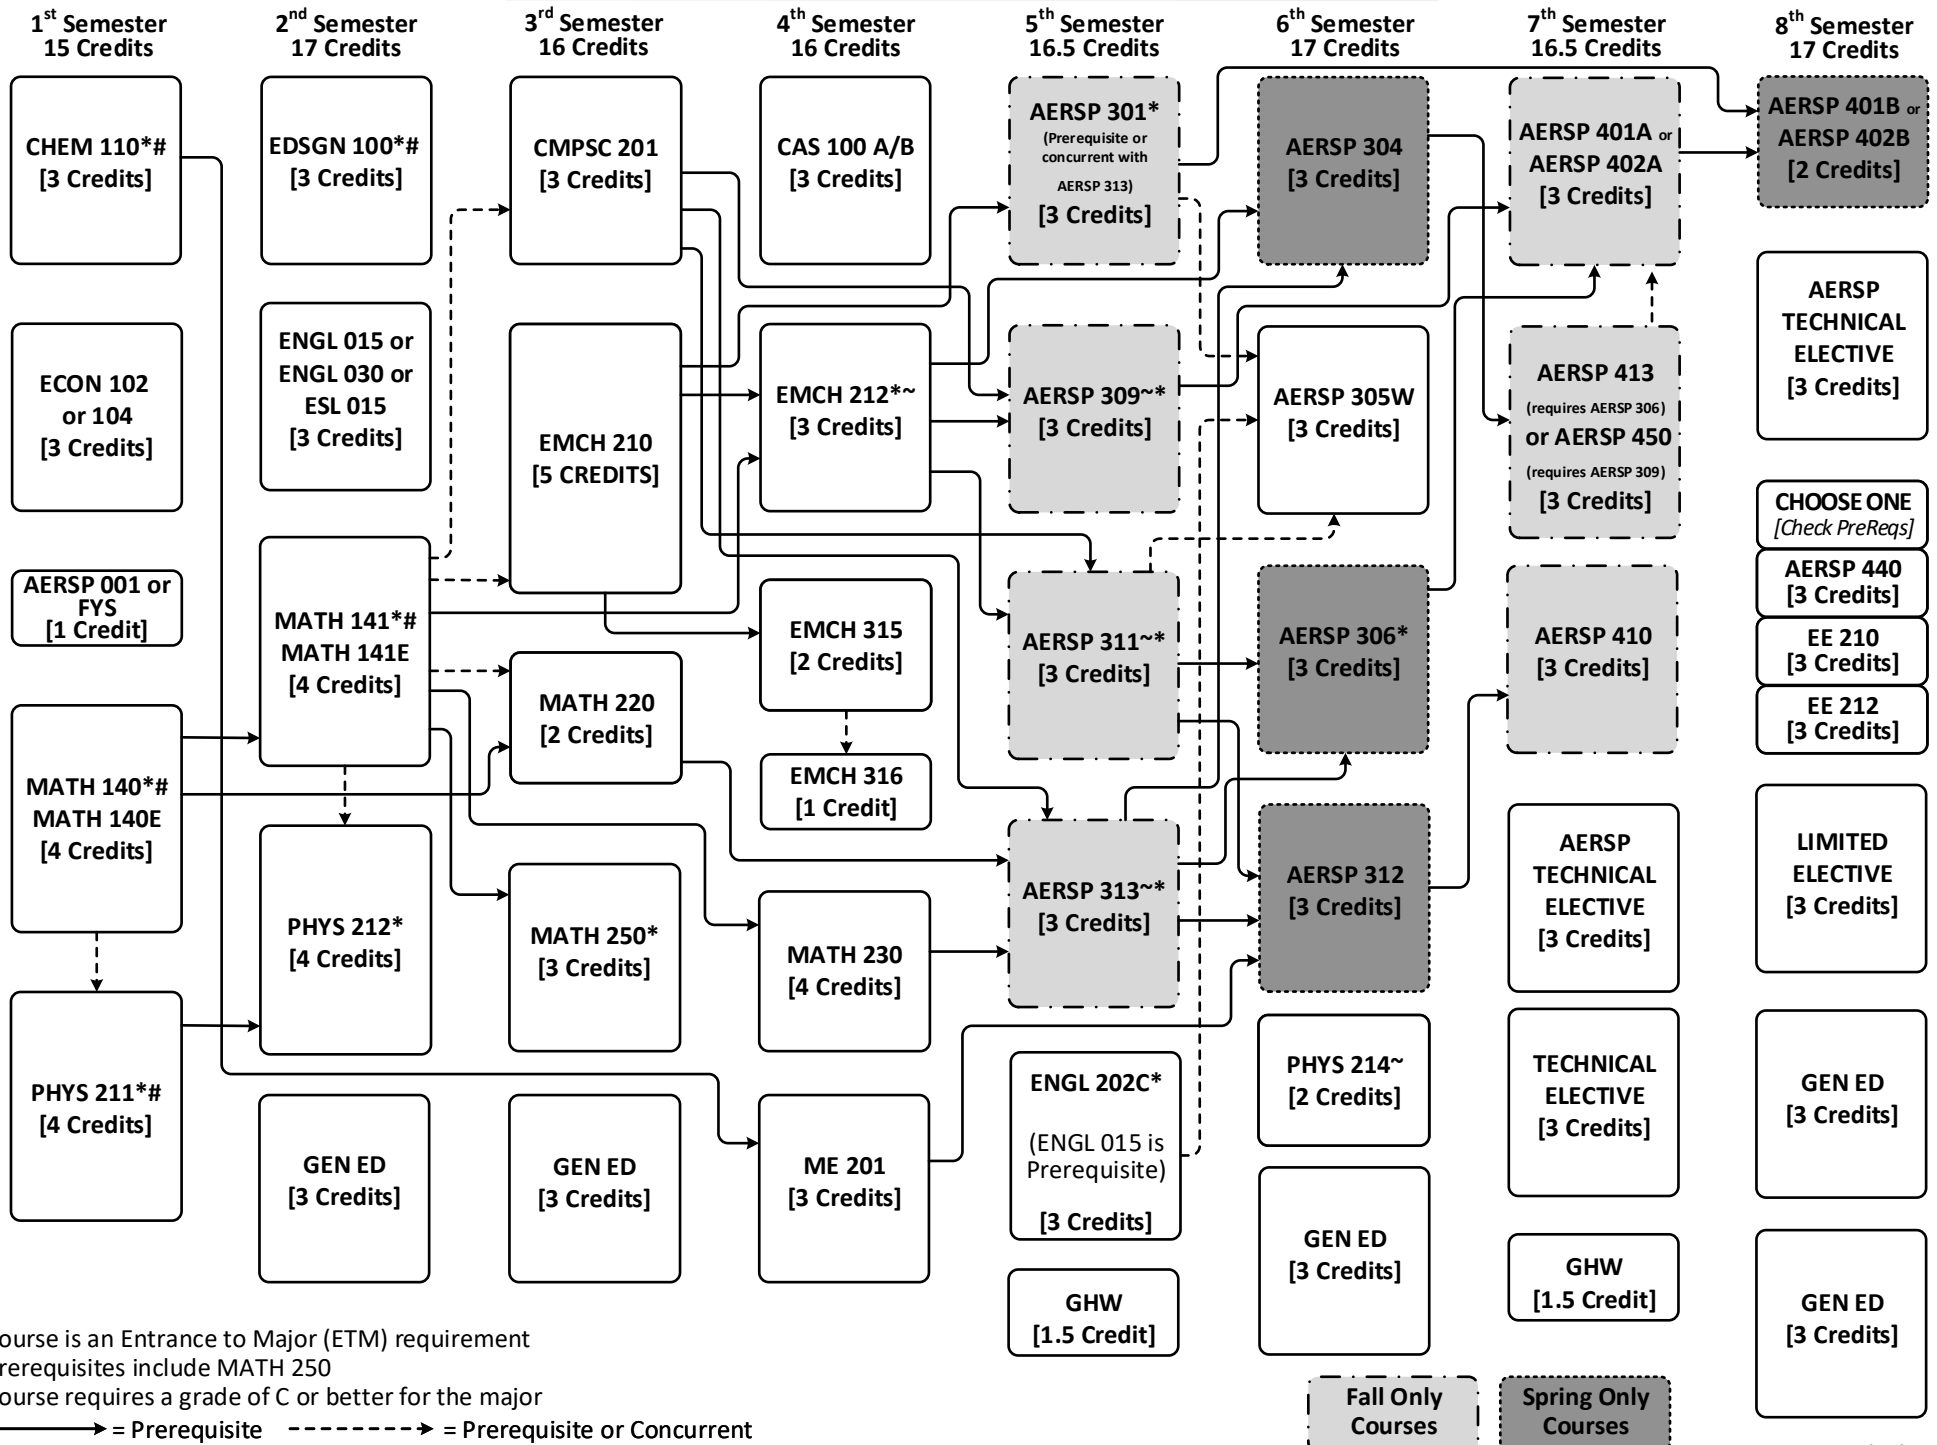 1st Semester
15 Credits
CHEM 110*#
[3 Credits]
ECON 102
or 104
[3 Credits]
AERSP 001 or
FYS
[1 Credit]
MATH 140*#
MATH 140E
[4 Credits]
PHYS 211*#
[4 Credits]
2nd Semester
17 Credits
EDSGN 100*#
[3 Credits]
ENGL 015 or
ENGL 030 or
ESL 015
[3 Credits]
MATH 141*#
MATH 141E
[4 Credits]
PHYS 212*
[4 Credits]
GEN ED
[3 Credits]
3rd Semester
16 Credits
CMPSC 201
[3 Credits]
EMCH 210
[5 CREDITS]
MATH 220
[2 Credits]
MATH 250*
[3 Credits]
GEN ED
[3 Credits]
4th Semester
16 Credits
CAS 100 A/B
[3 Credits]
EMCH 212*~
[3 Credits]
EMCH 315
[2 Credits]
EMCH 316
[1 Credit]
MATH 230
[4 Credits]
ME 201
[3 Credits]
5th Semester
16.5 Credits
AERSP 301*
(Prerequisite or
concurrent with
AERSP 313)
[3 Credits]
AERSP 309~*
[3 Credits]
AERSP 311~*
[3 Credits]
AERSP 313~*
[3 Credits]
ENGL 202C*
(ENGL 015 is
Prerequisite)
[3 Credits]
GHW
[1.5 Credit]
6th Semester
17 Credits
AERSP 304
[3 Credits]
AERSP 305W
[3 Credits]
AERSP 306*
[3 Credits]
AERSP 312
[3 Credits]
PHYS 214~
[2 Credits]
GEN ED
[3 Credits]
7th Semester
16.5 Credits
AERSP 401A or
AERSP 402A
[3 Credits]
AERSP 413
(requires AERSP 306)
or AERSP 450
(requires AERSP 309)
[3 Credits]
AERSP 410
[3 Credits]
AERSP
TECHNICAL
ELECTIVE
[3 Credits]
TECHNICAL
ELECTIVE
[3 Credits]
GHW
[1.5 Credit]
8th Semester
17 Credits
AERSP 401B or
AERSP 402B
[2 Credits]
AERSP
TECHNICAL
ELECTIVE
[3 Credits]
CHOOSE ONE
[Check PreReqs]
AERSP 440
[3 Credits]
EE 210
[3 Credits]
EE 212
[3 Credits]
LIMITED
ELECTIVE
[3 Credits]
GEN ED
[3 Credits]
GEN ED
[3 Credits]
ourse is an Entrance to Major (ETM) requirement
rerequisites include MATH 250
ourse requires a grade of C or better for the major
= Prerequisite
= Prerequisite or Concurrent
Fall Only
Courses
Spring Only
Courses